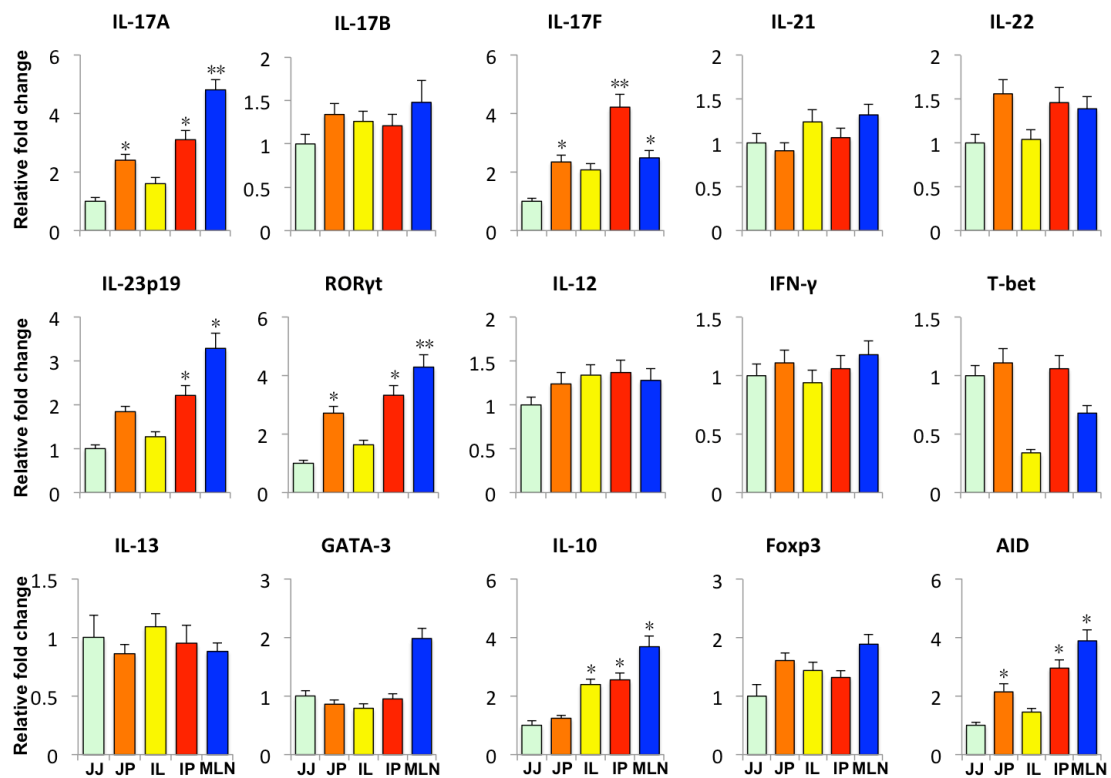 IL-17A IL-17B IL-17F IL-21 IL-22
Relative fold change
6 2 6 2 2
4 1.5 4 1.5 1.5
2 1 2 1 1
0 0.5 0 0.5 0.5
0 0 0
* * ** * ** *
IL-23p19 RORγt IL-12 IFN-γ T-bet
Relative fold change
4 6 2 1.5 1.5
3 4 1.5 1 1
2 2 1 0.5 0.5
1 0 0.5 0 0
0 0
* * * * **
IL-13 GATA-3 IL-10 Foxp3 AID
Relative fold change
1.5 3 6 3 6
1 2 4 2 4
0.5 1 2 1 2
0 0 0 0 0
* * * * * *
JJ JP IL IP MLN JJ JP IL IP MLN JJ JP IL IP MLN JJ JP IL IP MLN JJ JP IL IP MLN